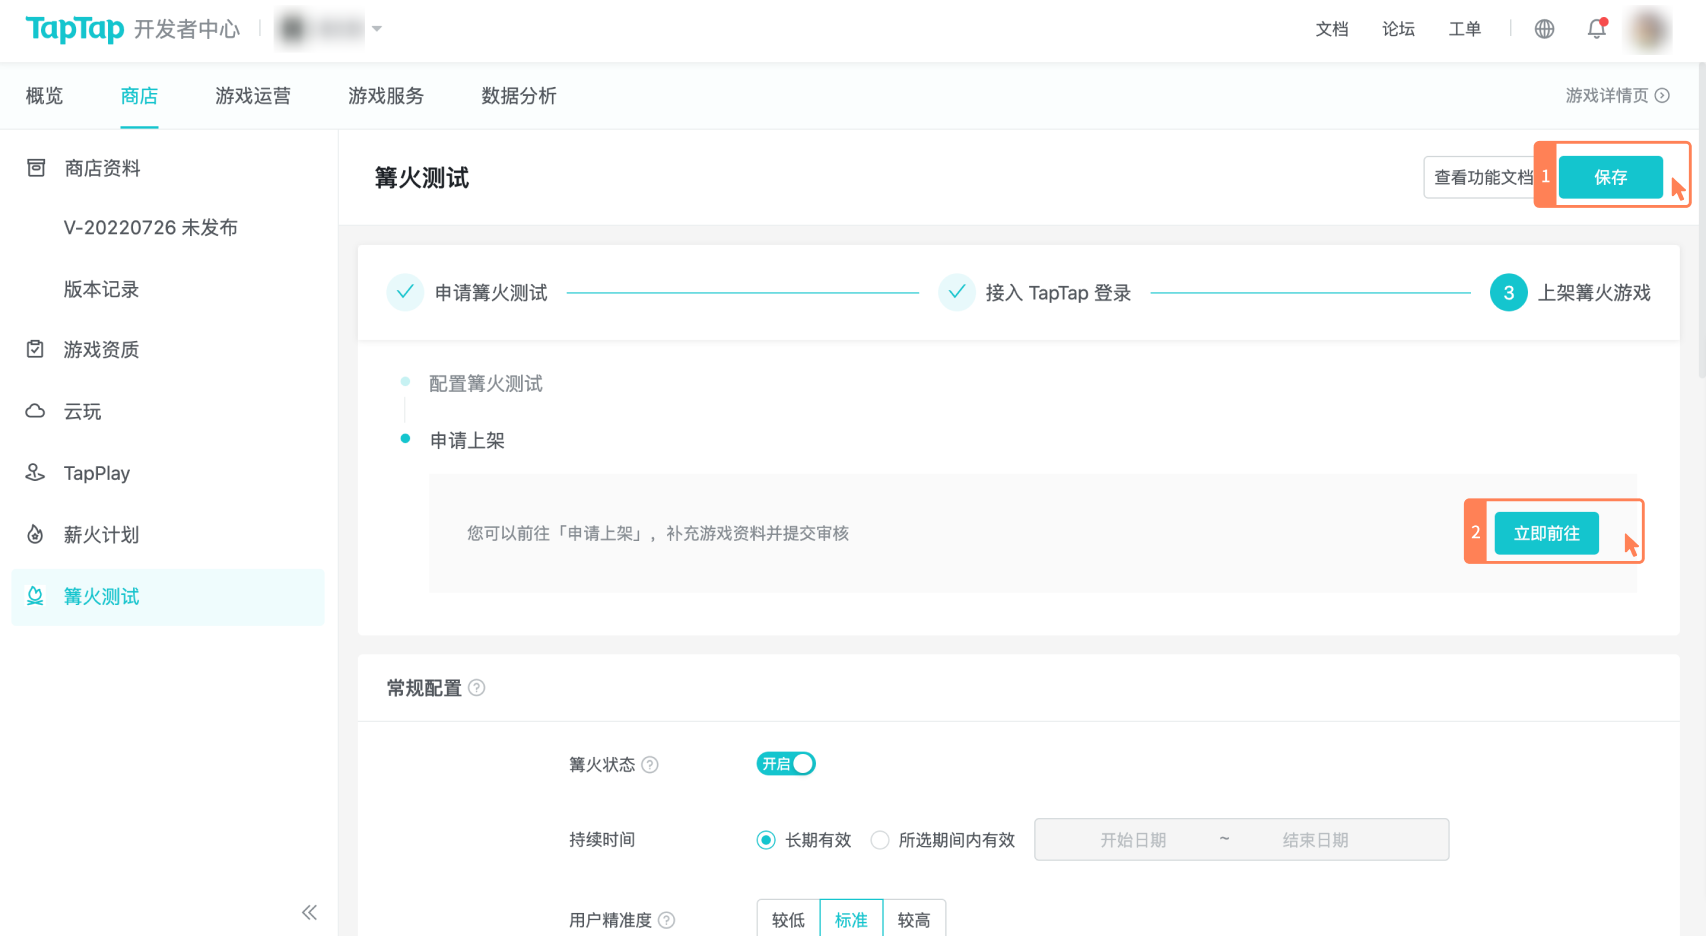 TapTap 开发者中心
文档 论坛 工单
概览 商店 游戏运营 游戏服务 数据分析 游戏详情页
商店资料
V-20220726 未发布
版本记录
游戏资质
云玩
TapPlay
薪火计划
篝火测试
篝火测试
查看功能文档 1 保存
申请篝火测试 接入 TapTap 登录 3 上架篝火游戏
配置篝火测试
申请上架
您可以前往「申请上架」，补充游戏资料并提交审核 2 立即前往
常规配置 ?
篝火状态 ? 开启
持续时间 长期有效 所选期间内有效 开始日期 ~ 结束日期
用户精准度 ? 较低 标准 较高